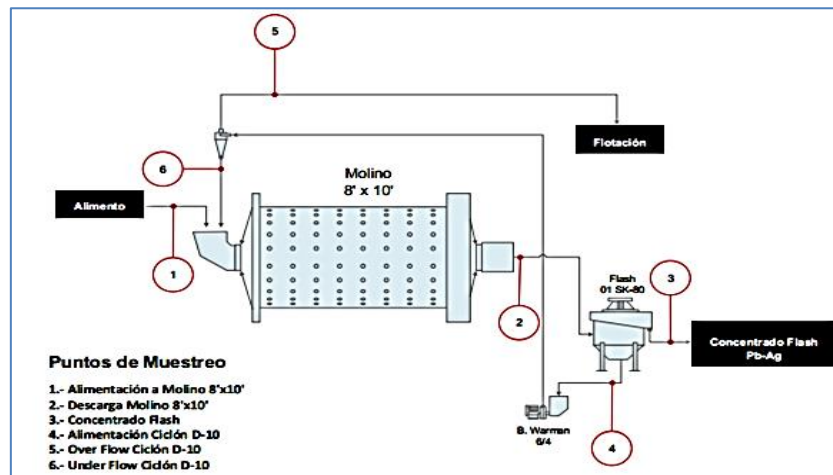 5
Flotación
6
Molino
8' x 10'
Alimento
1
2
Flash
01 SK-80
3
Concentrado Flash
Pb-Ag
B. Warman
6/4
4
Puntos de Muestreo
1.- Alimentación a Molino 8'x10'
2.- Descarga Molino 8'x10'
3.- Concentrado Flash
4.- Alimentación Ciclón D-10
5.- Over Flow Ciclón D-10
6.- Under Flow Ciclón D-10